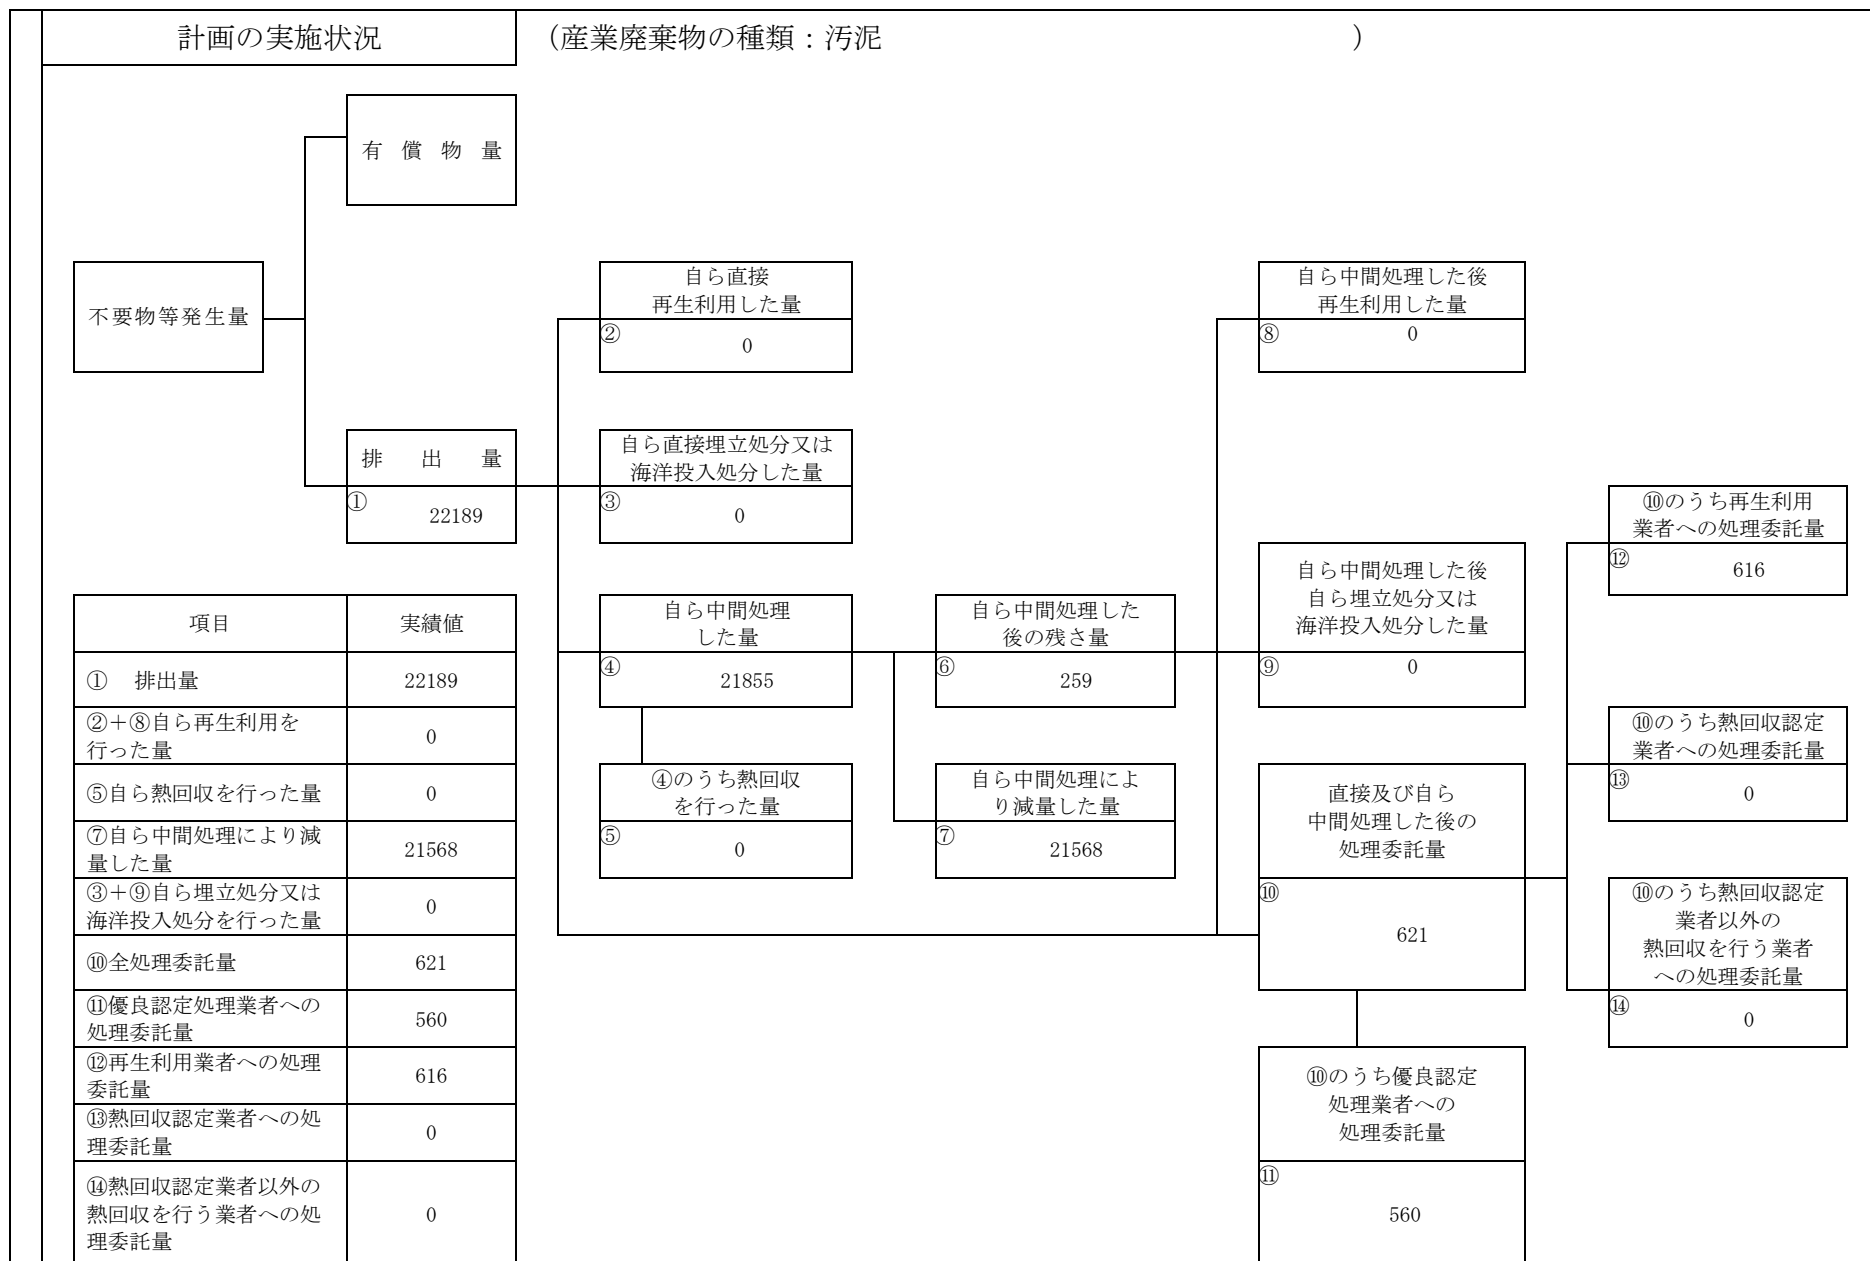 計画の実施状況
（産業廃棄物の種類：汚泥　　　　　　　　　　　　　　　　）
有償物量
不要物等発生量
自ら直接
再生利用した量
②
0
自ら中間処理した後
再生利用した量
⑧
0
排出量
①
22189
自ら直接埋立処分又は
海洋投入処分した量
③
0
⑩のうち再生利用
業者への処理委託量
⑫
616
自ら中間処理
した量
④
21855
自ら中間処理した
後の残さ量
⑥
259
自ら中間処理した後
自ら埋立処分又は
海洋投入処分した量
⑨
0
④のうち熱回収
を行った量
⑤
0
自ら中間処理によ
り減量した量
⑦
21568
直接及び自ら
中間処理した後の
処理委託量
⑩
621
⑩のうち熱回収認定
業者への処理委託量
⑬
0
⑩のうち熱回収認定
業者以外の
熱回収を行う業者
への処理委託量
⑭
0
⑩のうち優良認定
処理業者への
処理委託量
⑪
560
項目 実績値
① 排出量 22189
②＋⑧自ら再生利用を
行った量
0
⑤自ら熱回収を行った量 0
⑦自ら中間処理により減
量した量
21568
③＋⑨自ら埋立処分又は
海洋投入処分を行った量
0
⑩全処理委託量 621
⑪優良認定処理業者への
処理委託量
560
⑫再生利用業者への処理
委託量
616
⑬熱回収認定業者への処
理委託量
0
⑭熱回収認定業者以外の
熱回収を行う業者への処
理委託量
0